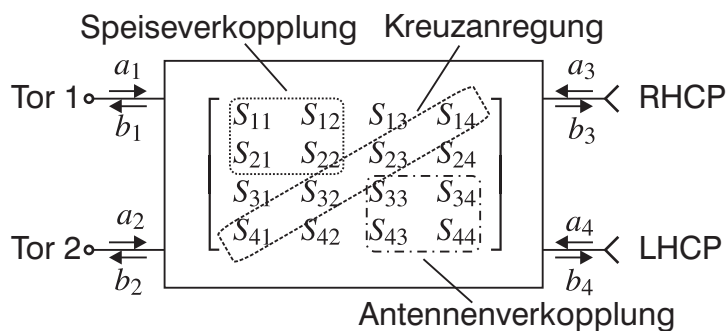 Speiseverkopplung Kreuzanregung
a1 a3
Tor 1 RHCP
b1 b3
S11 S12 S13 S14
S21 S22 S23 S24
S31 S32 S33 S34
S41 S42 S43 S44
a2 a4
Tor 2 LHCP
b2 b4
Antennenverkopplung